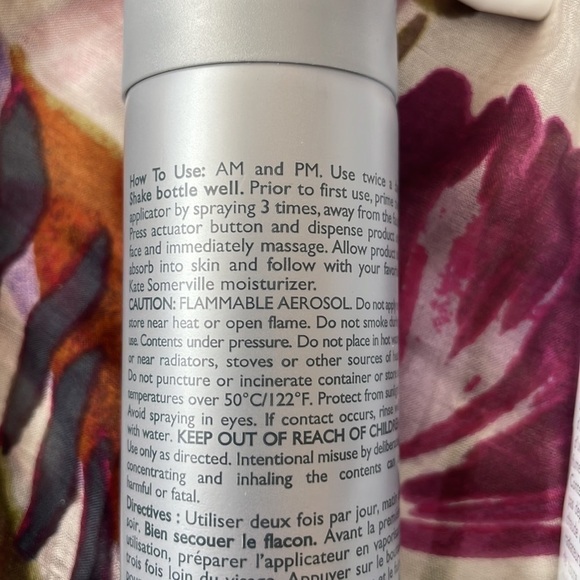 How To Use: AM and PM. Use twice a
Shake bottle well. Prior to first use, prime
applicator by spraying 3 times, away from the
Press actuator button and dispense product
face and immediately massage. Allow product
absorb into skin and follow with your
Kate Somerville moisturizer.
CAUTION: FLAMMABLE AEROSOL. Do not
store near heat or open flame. Do not smoke
use. Contents under pressure. Do not place in hot
or near radiators, stoves or other sources of
Do not puncture or incinerate container or
temperatures over 50°C/122°F. Protect from
Avoid spraying in eyes. If contact occurs, rinse
with water. KEEP OUT OF REACH OF
Use only as directed. Intentional misuse by
concentrating and inhaling the contents
harmful or fatal.
Directives : Utiliser deux fois par jour,
soir. Bien secouer le flacon. Avant la
utilisation, préparer l'applicateur en
trois fois loin du visage. Appuyer sur le